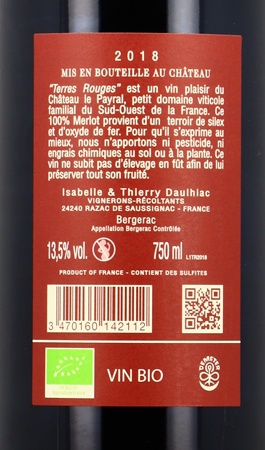 2018
MIS EN BOUTEILLE AU CHÂTEAU
"Terres Rouges" est un vin plaisir du
Château le Payral, petit domaine viticole
familial du Sud-Ouest de la France. Ce
100% Merlot provient d'un terroir de silex
et d'oxyde de fer. Pour qu'il s'exprime au
mieux, nous n'apportons ni pesticide, ni
engrais chimiques au sol ou à la plante. Ce
vin ne subit pas d'élevage en fût afin de lui
préserver tout son fruité.
Isabelle & Thierry Daulhiac
VIGNERONS-RÉCOLTANTS
24240 RAZAC DE SAUSSIGNAC - FRANCE
Bergerac
Appellation Bergerac Contrôlée
13,5% vol. 750 ml L1TR2018
PRODUCT OF FRANCE - CONTIENT DES SULFITES
3 470160 142112
VIN BIO
DEMETER